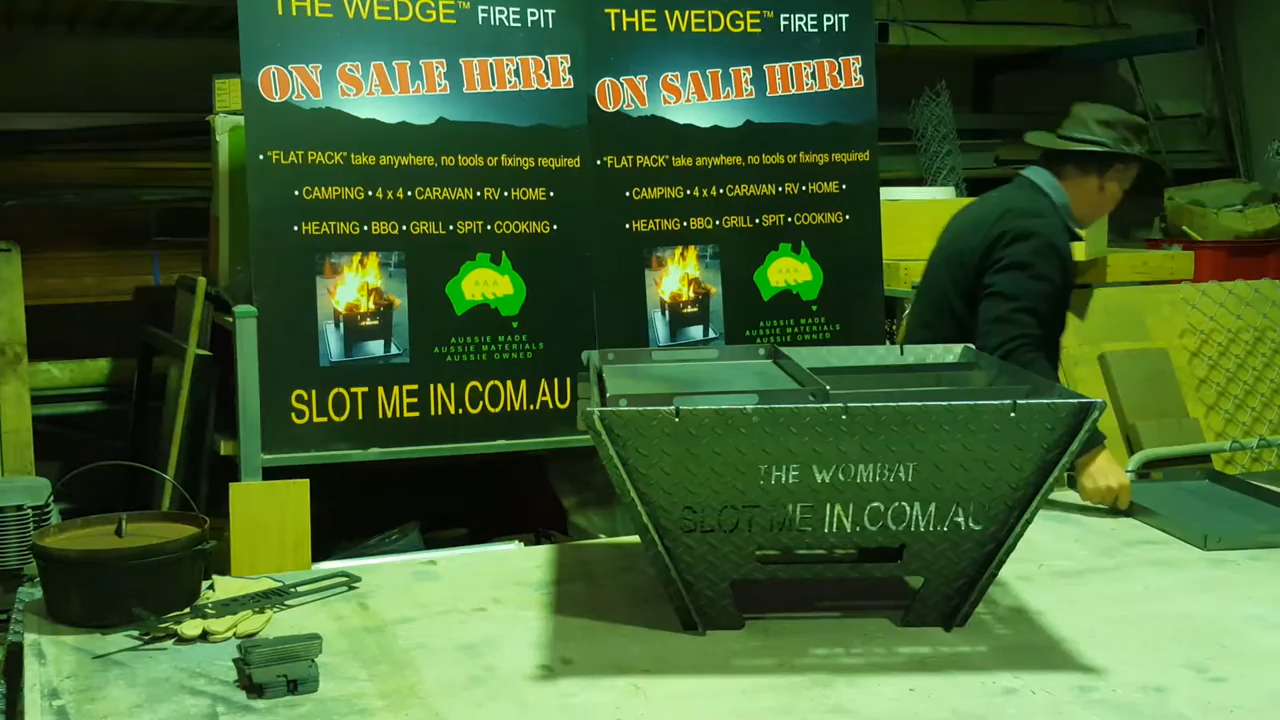 THE WEDGE™ FIRE PIT
ON SALE HERE
• "FLAT PACK" take anywhere, no tools or fixings required
• CAMPING • 4 x 4 • CARAVAN • RV • HOME •
• HEATING • BBQ • GRILL • SPIT • COOKING •
AAA
AUSSIE MADE
AUSSIE MATERIALS
AUSSIE OWNED
SLOT ME IN.COM.AU
THE WEDGE™ FIRE PIT
ON SALE HERE
• "FLAT PACK" take anywhere, no tools or fixings required
• CAMPING • 4 x 4 • CARAVAN • RV • HOME •
• HEATING • BBQ • GRILL • SPIT • COOKING •
AAA
AUSSIE MADE
AUSSIE MATERIALS
AUSSIE OWNED
THE WOMBAT
SLOT ME IN.COM.AU